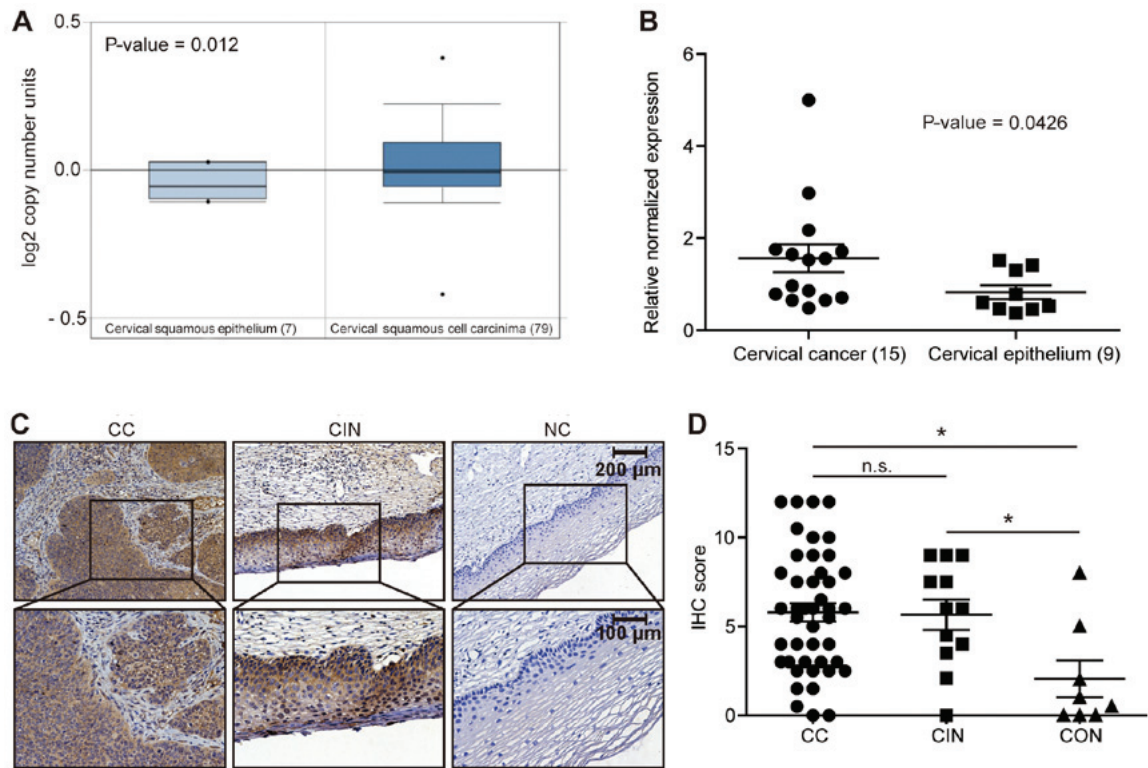 A
P-value = 0.012
log2 copy number units
0.5
0.0
- 0.5
Cervical squamous epithelium (7)
Cervical squamous cell carcinima (79)
B
P-value = 0.0426
Relative normalized expression
6
4
2
0
Cervical cancer (15)
Cervical epithelium (9)
C
CC
CIN
NC
200 μm
100 μm
D
*
n.s.
*
IHC score
15
10
5
0
CC
CIN
CON